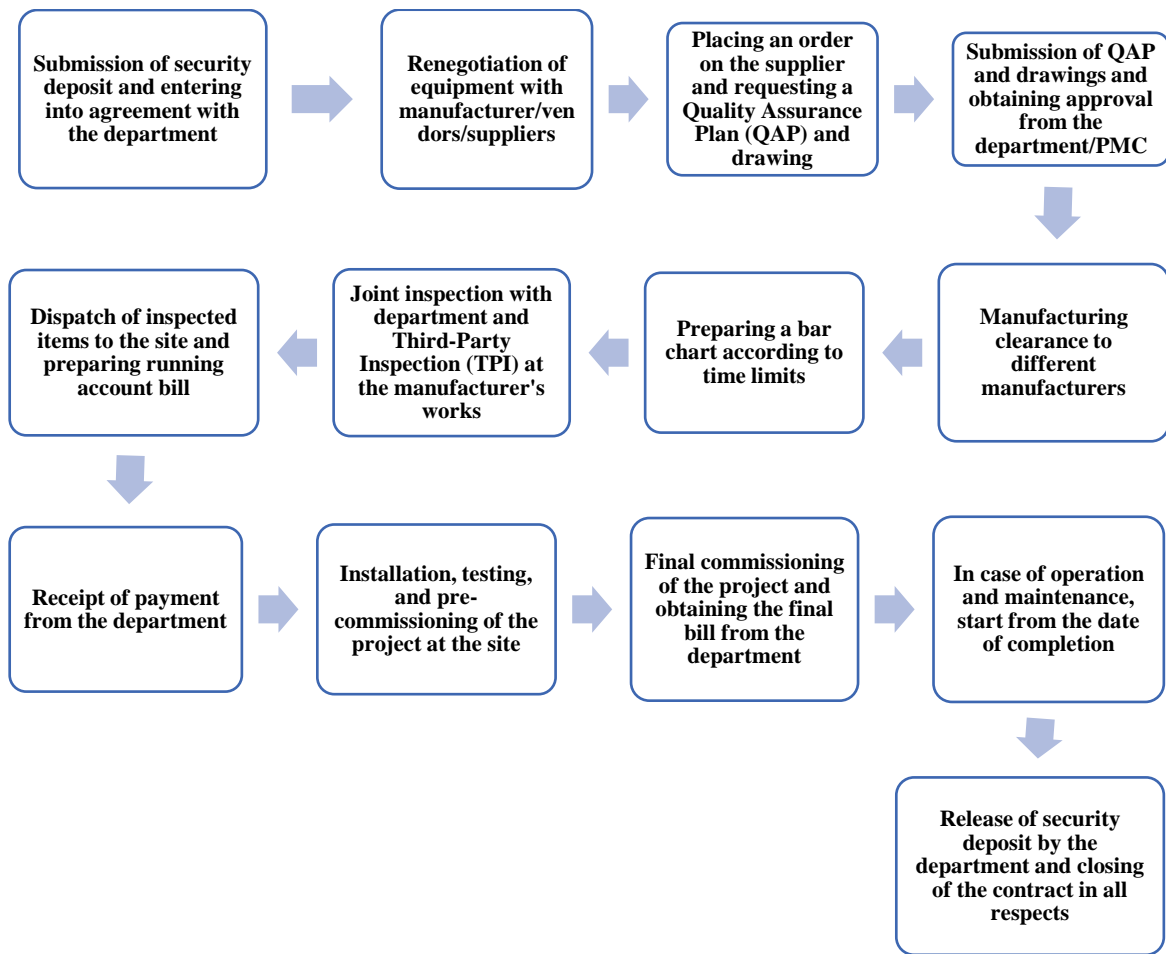 Submission of security
deposit and entering
into agreement with
the department
Renegotiation of
equipment with
manufacturer/ven
dors/suppliers
Placing an order
on the supplier
and requesting a
Quality Assurance
Plan (QAP) and
drawing
Submission of QAP
and drawings and
obtaining approval
from the
department/PMC
Manufacturing
clearance to
different
manufacturers
Preparing a bar
chart according to
time limits
Joint inspection with
department and
Third-Party
Inspection (TPI) at
the manufacturer's
works
Dispatch of inspected
items to the site and
preparing running
account bill
Receipt of payment
from the department
Installation, testing,
and pre-
commissioning of the
project at the site
Final commissioning
of the project and
obtaining the final
bill from the
department
In case of operation
and maintenance,
start from the date
of completion
Release of security
deposit by the
department and closing
of the contract in all
respects